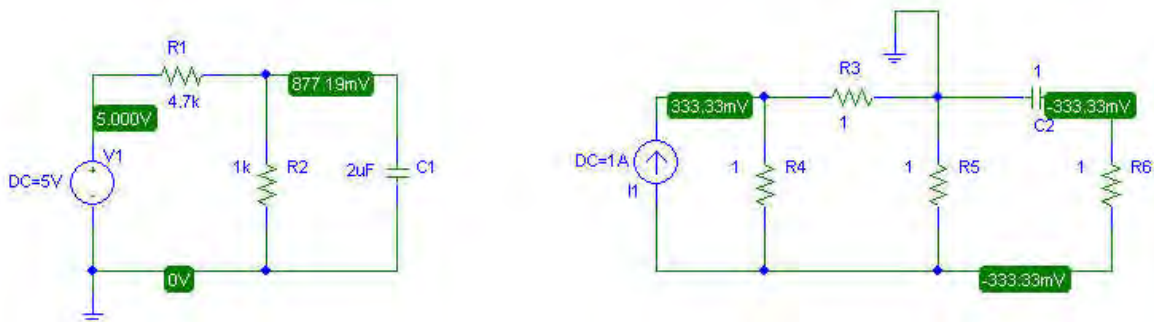 R1
4.7k
877.19mV
5.000V
V1
DC=5V
1k
R2
2uF
C1
0V
R3
1
333.33mV
1
C2
-333.33mV
DC=1A
I1
1
R4
1
R5
1
R6
-333.33mV